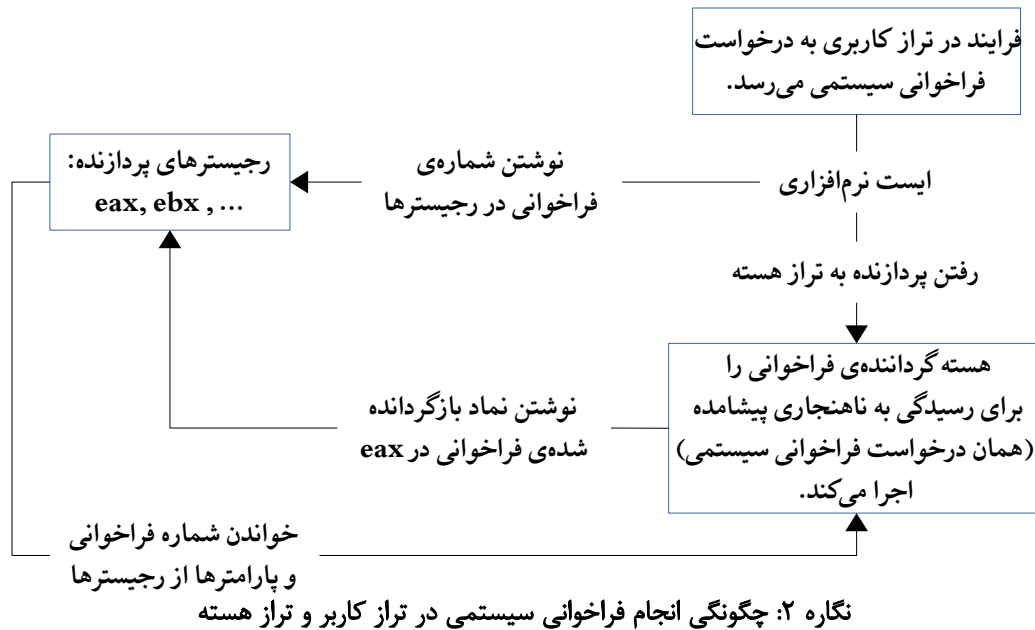 فرایند در تراز کاربری به درخواست
فراخوانی سیستمی می‌رسد.
ایست نرم‌افزاری
نوشتن شماره‌ی
فراخوانی در رجیسترها
رجیسترهای پردازنده:
eax, ebx , …
رفتن پردازنده به تراز هسته
هسته گرداننده‌ی فراخوانی را
برای رسیدگی به ناهنجاری پیشامده
(همان درخواست فراخوانی سیستمی)
اجرا می‌کند.
نوشتن نماد بازگردانده
شده‌ی فراخوانی در eax
خواندن شماره فراخوانی
و پارامترها از رجیسترها
نگاره ۲: چگونگی انجام فراخوانی سیستمی در تراز کاربر و تراز هسته